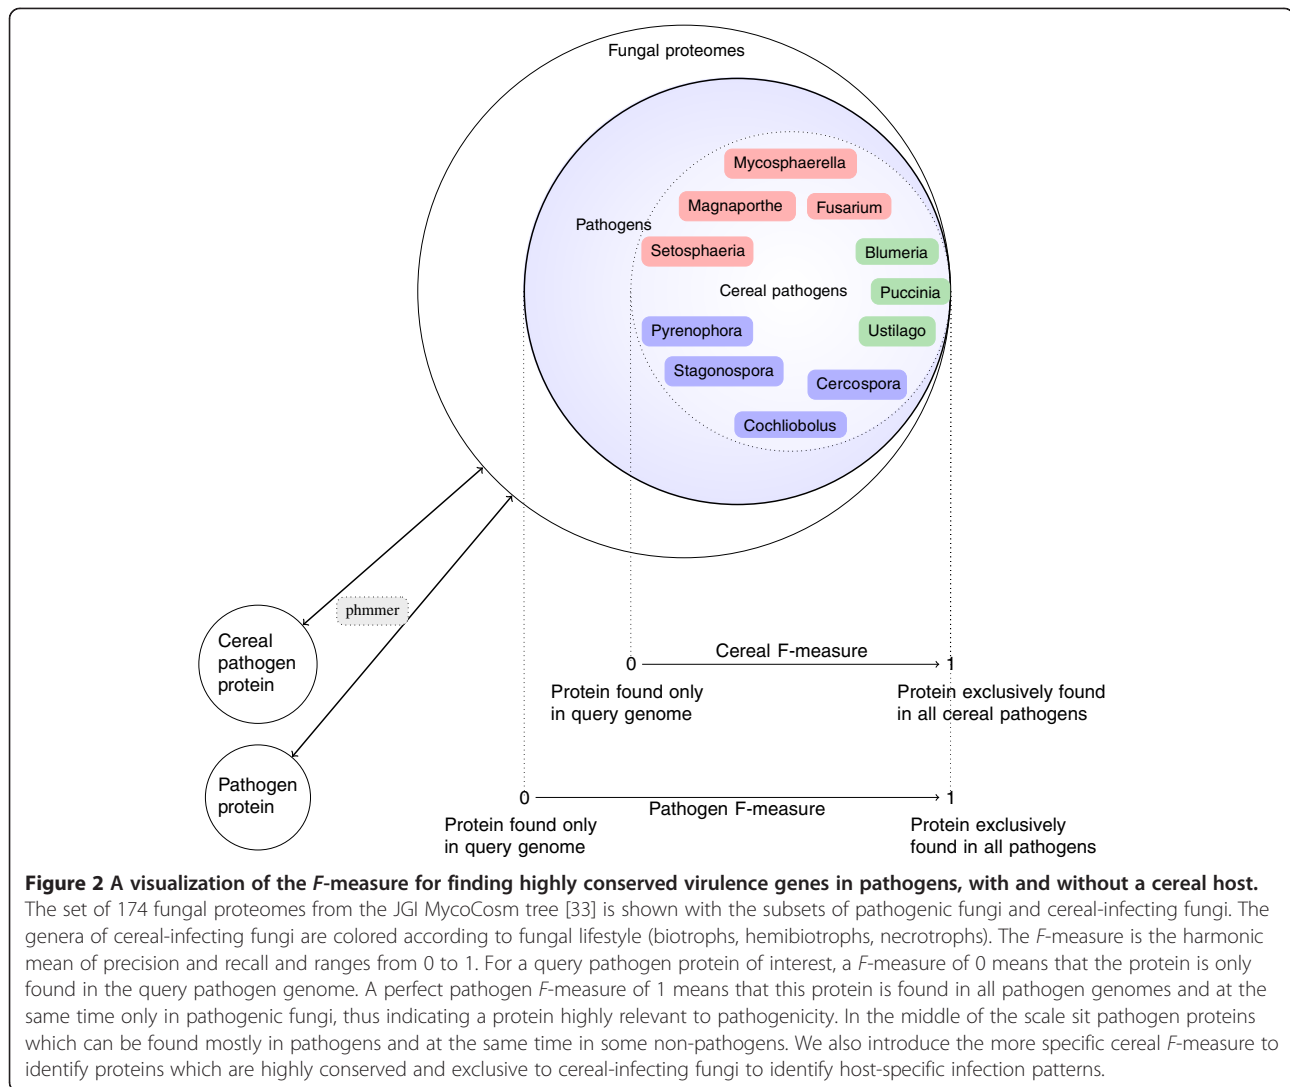 Fungal proteomes
Mycosphaerella
Magnaporthe
Fusarium
Pathogens
Setosphaeria
Blumeria
Cereal pathogens
Puccinia
Pyrenophora
Ustilago
Stagonospora
Cercospora
Cochliobolus
phmmer
Cereal
pathogen
protein
0
Cereal F-measure
1
Protein found only
in query genome
Protein exclusively found
in all cereal pathogens
Pathogen
protein
0
Pathogen F-measure
1
Protein found only
in query genome
Protein exclusively
found in all pathogens
Figure 2 A visualization of the F-measure for finding highly conserved virulence genes in pathogens, with and without a cereal host.
The set of 174 fungal proteomes from the JGI MycoCosm tree [33] is shown with the subsets of pathogenic fungi and cereal-infecting fungi. The
genera of cereal-infecting fungi are colored according to fungal lifestyle (biotrophs, hemibiotrophs, necrotrophs). The F-measure is the harmonic
mean of precision and recall and ranges from 0 to 1. For a query pathogen protein of interest, a F-measure of 0 means that the protein is only
found in the query pathogen genome. A perfect pathogen F-measure of 1 means that this protein is found in all pathogen genomes and at the
same time only in pathogenic fungi, thus indicating a protein highly relevant to pathogenicity. In the middle of the scale sit pathogen proteins
which can be found mostly in pathogens and at the same time in some non-pathogens. We also introduce the more specific cereal F-measure to
identify proteins which are highly conserved and exclusive to cereal-infecting fungi to identify host-specific infection patterns.